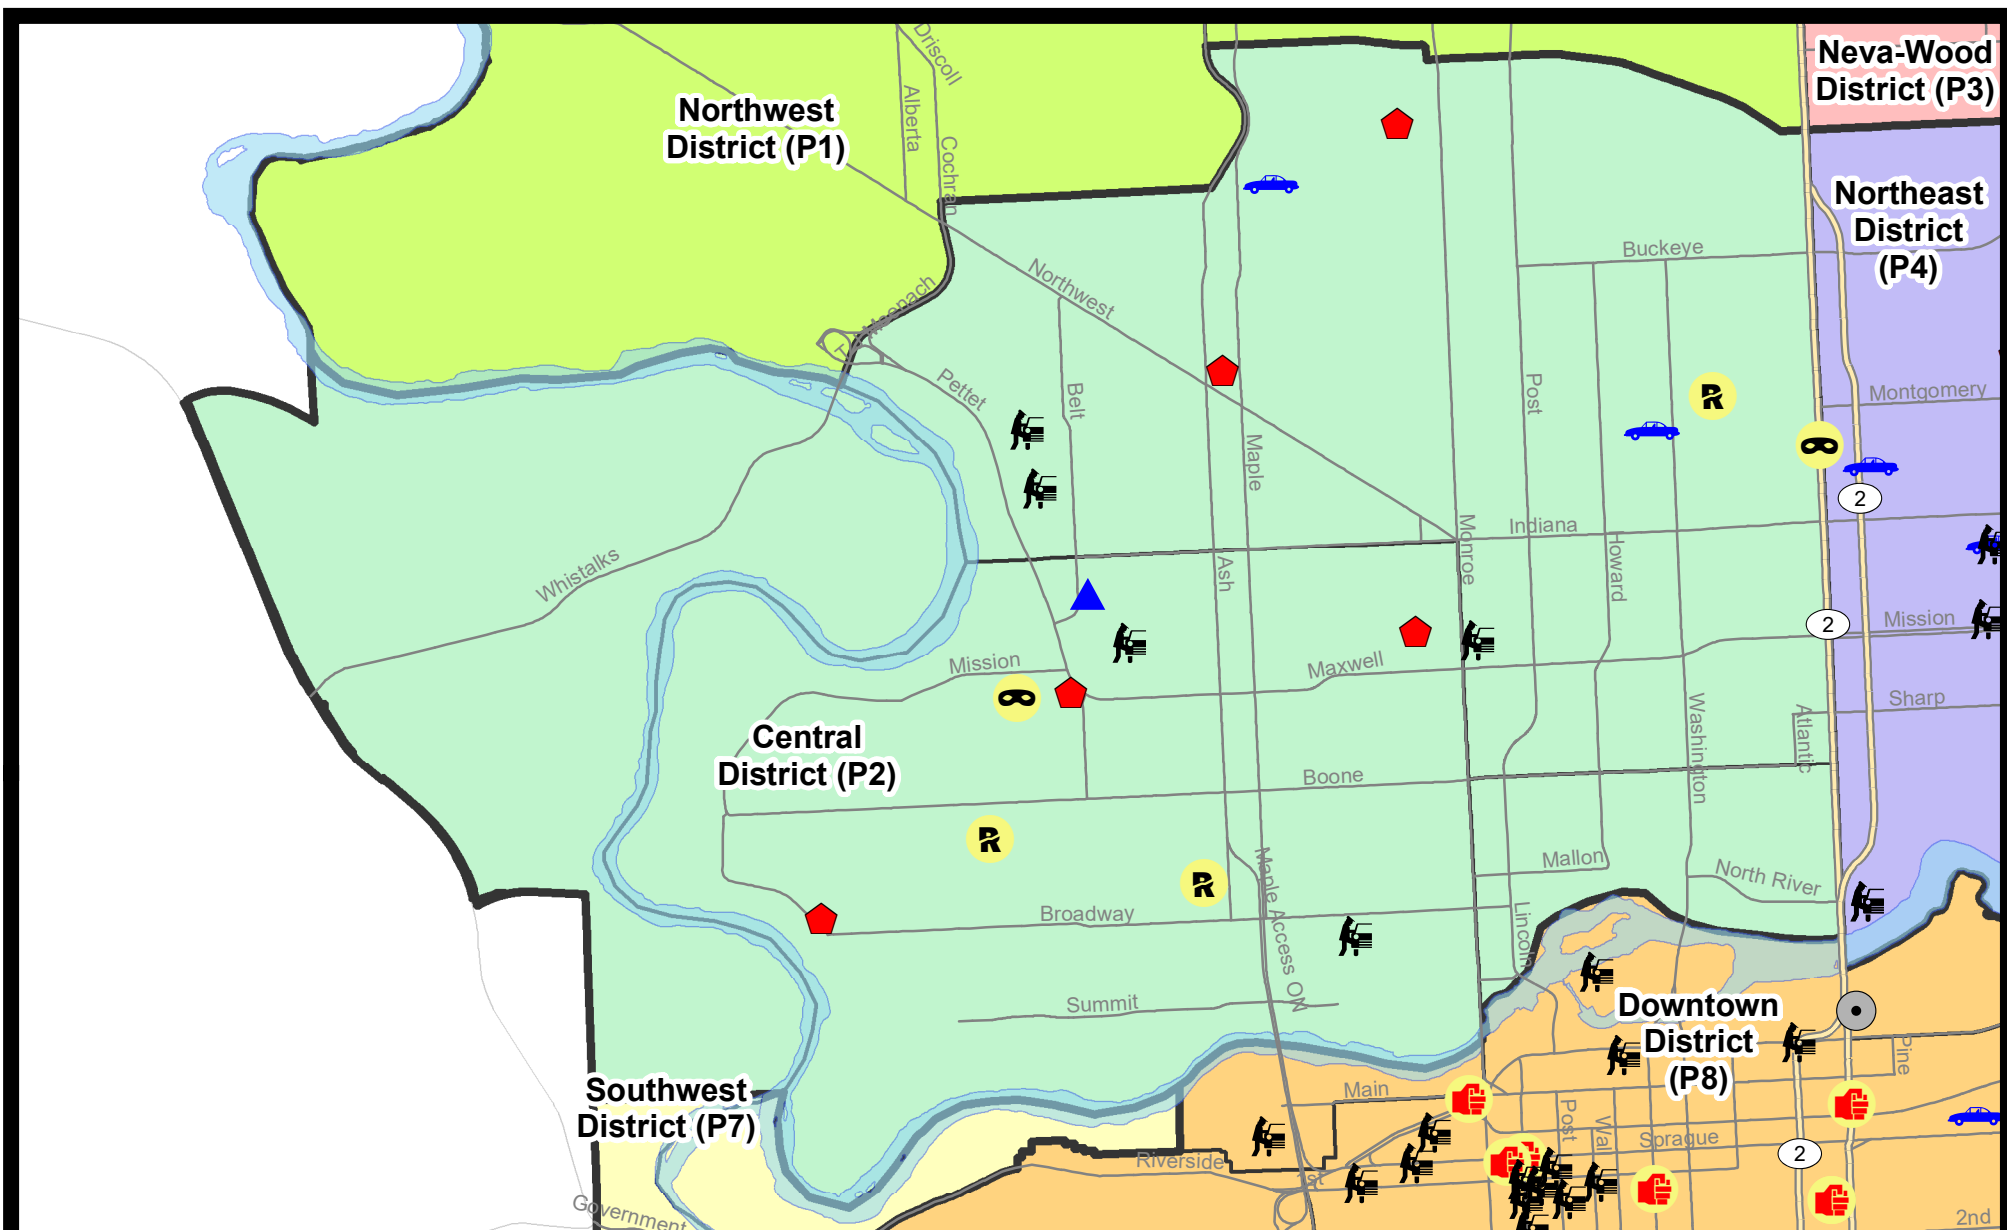 Driscoll
Neva-Wood
District (P3)
Northwest
District (P1)
Alberta
Cochran
Northeast
District
(P4)
Buckeye
Northwest
Pettet
Belt
Post
Montgomery
R
Maple
2
Indiana
Monroe
Howard
Ash
Whistalks
2
Mission
Mission
Maxwell
Sharp
Washington
Atlantic
Central
District (P2)
Boone
R
R
Mallon
North River
Maple Access ON
Broadway
Lincoln
Summit
Downtown
District
(P8)
Pine
Southwest
District (P7)
Main
Post
Wall
Sprague
2
Riverside
1st
Government
2nd